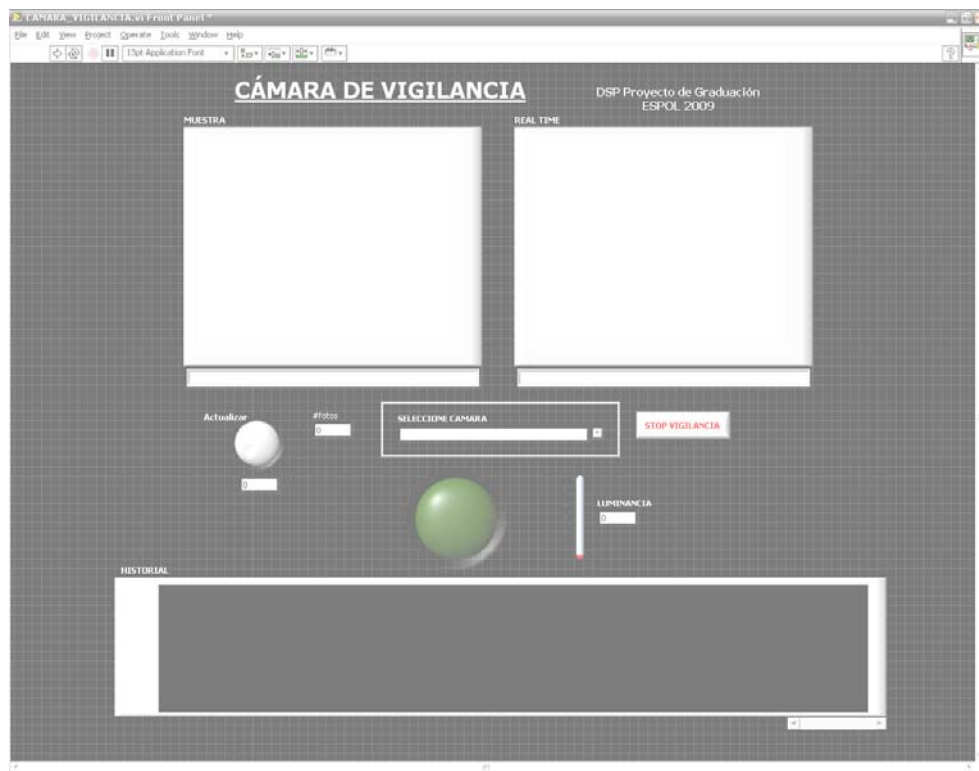 CAMARA_VIGILANCIA.vi Front Panel *
File Edit View Project Operate Tools Window Help
13pt Application Font
CÁMARA DE VIGILANCIA
DSP Proyecto de Graduación
ESPOL 2009
MUESTRA
REAL TIME
Actualizar
#fotos
0
SELECCIONE CAMARA
STOP VIGILANCIA
0
LUMINANCIA
0
HISTORIAL